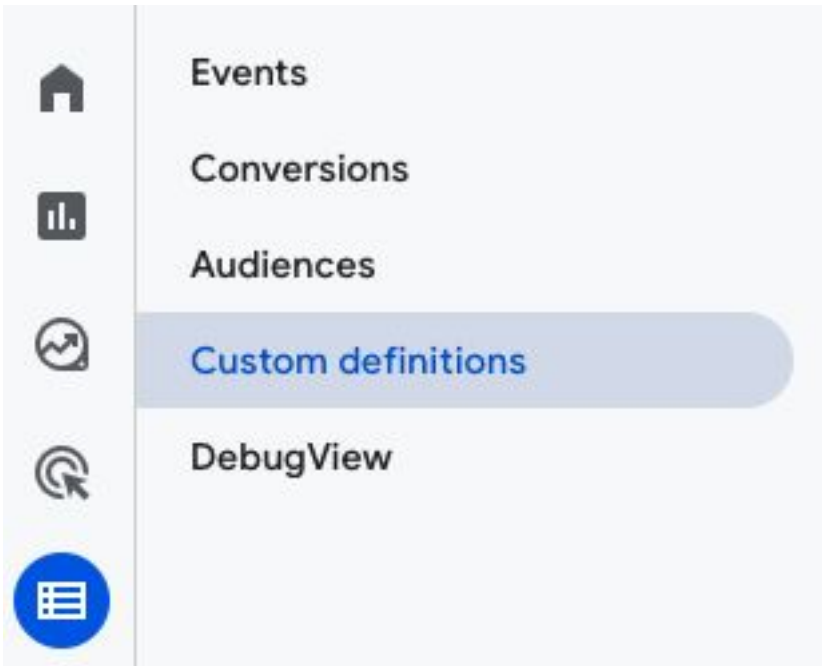 Events
Conversions
Audiences
Custom definitions
DebugView